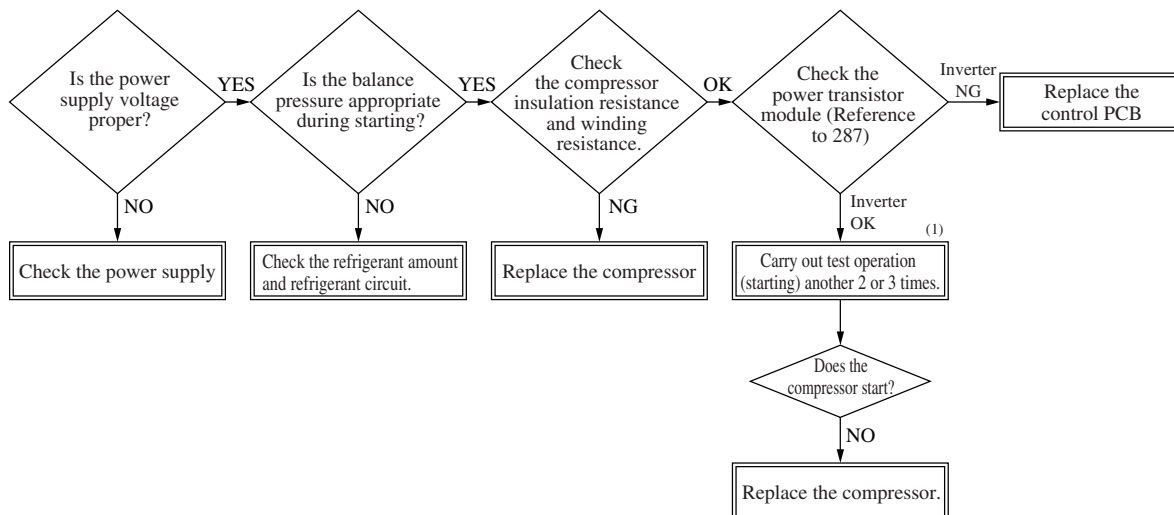 Is the power
supply voltage
proper?
YES
Is the balance
pressure appropriate
during starting?
YES
Check
the compressor
insulation resistance
and winding
resistance.
OK
Check the
power transistor
module (Reference
to 287)
Inverter
NG
Replace the
control PCB
NO
Check the power supply
NO
Check the refrigerant amount
and refrigerant circuit.
NG
Replace the compressor
Inverter
OK
(1)
Carry out test operation
(starting) another 2 or 3 times.
Does the
compressor start?
NO
Replace the compressor.